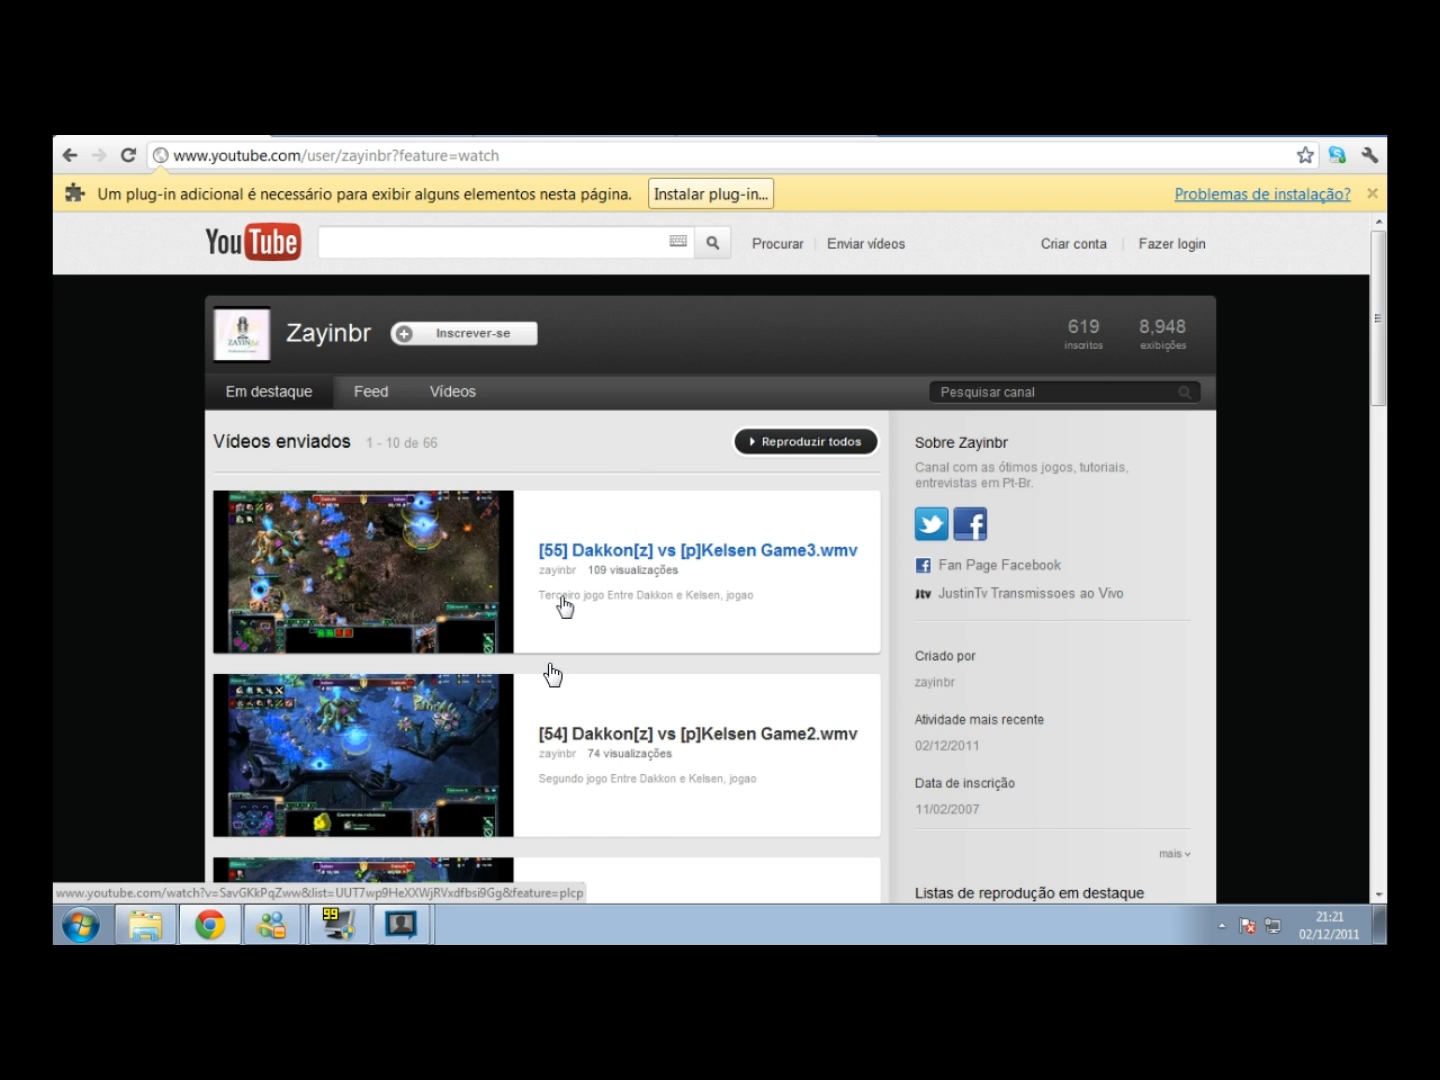 www.youtube.com/user/zayinbr?feature=watch
Um plug-in adicional é necessário para exibir alguns elementos nesta página.
Instalar plug-in...
Problemas de instalação?
YouTube
Procurar
Enviar vídeos
Criar conta
Fazer login
Zayinbr
Inscrever-se
619
inscritos
8,948
exibições
Em destaque
Feed
Vídeos
Pesquisar canal
Vídeos enviados 1 - 10 de 66
Reproduzir todos
[55] Dakkon[z] vs [p]Kelsen Game3.wmv
zayinbr 109 visualizações
Terceiro jogo Entre Dakkon e Kelsen, jogao
[54] Dakkon[z] vs [p]Kelsen Game2.wmv
zayinbr 74 visualizações
Segundo jogo Entre Dakkon e Kelsen, jogao
Sobre Zayinbr
Canal com as ótimos jogos, tutoriais,
entrevistas em Pt-Br.
Fan Page Facebook
jtv JustinTv Transmissoes ao Vivo
Criado por
zayinbr
Atividade mais recente
02/12/2011
Data de inscrição
11/02/2007
mais
Listas de reprodução em destaque
www.youtube.com/watch?v=SavGKkPqZww&list=UUT7wp9HeXXWjRVxdfbsi9Gg&feature=plcp
99
21:21
02/12/2011